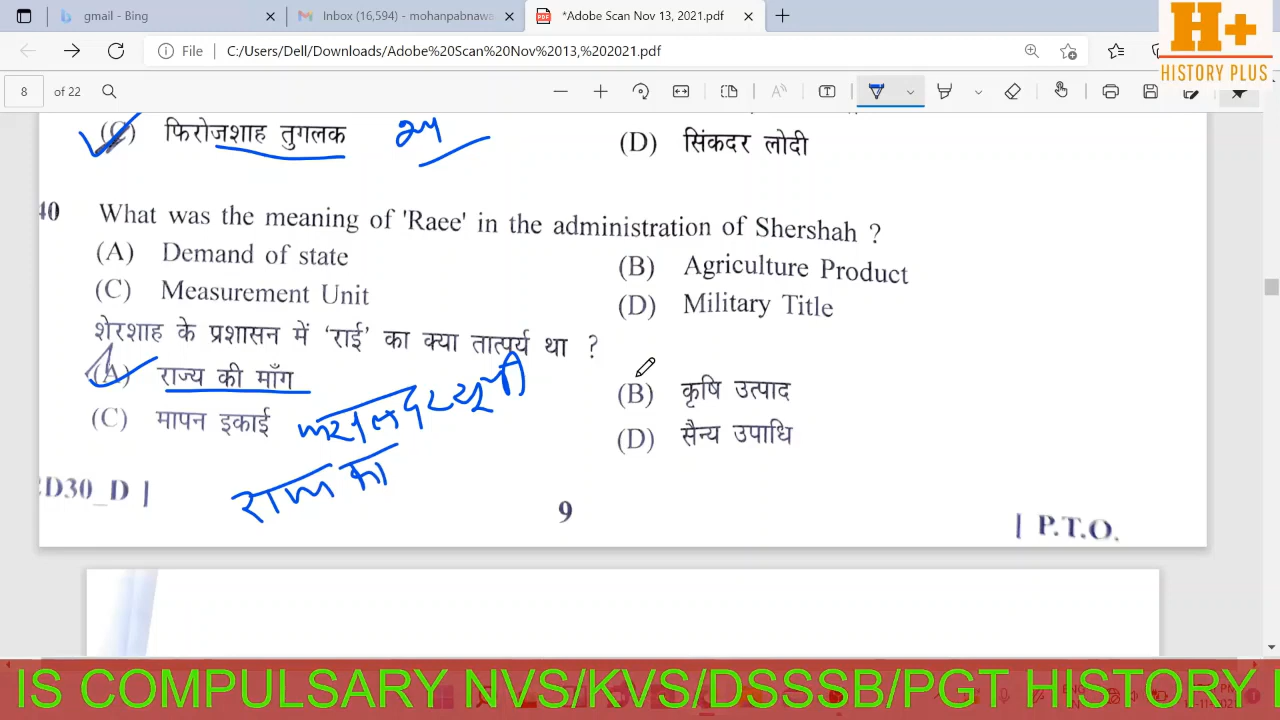 gmail - Bing
Inbox (16,594) - mohanpabnawa
*Adobe Scan Nov 13, 2021.pdf
File
C:/Users/Dell/Downloads/Adobe%20Scan%20Nov%2013,%202021.pdf
H+
HISTORY PLUS
8 of 22
फिरोजशाह तुगलक
(D) सिंकदर लोदी
40 What was the meaning of 'Raee' in the administration of Shershah ?
(A) Demand of state
(B) Agriculture Product
(C) Measurement Unit
(D) Military Title
शेरशाह के प्रशासन में 'राई' का क्या तात्पर्य था ?
(A) राज्य की माँग
(B) कृषि उत्पाद
(C) मापन इकाई
(D) सैन्य उपाधि
D30_D |
9
| P.T.O.
IS COMPULSARY NVS/KVS/DSSSB/PGT HISTORY